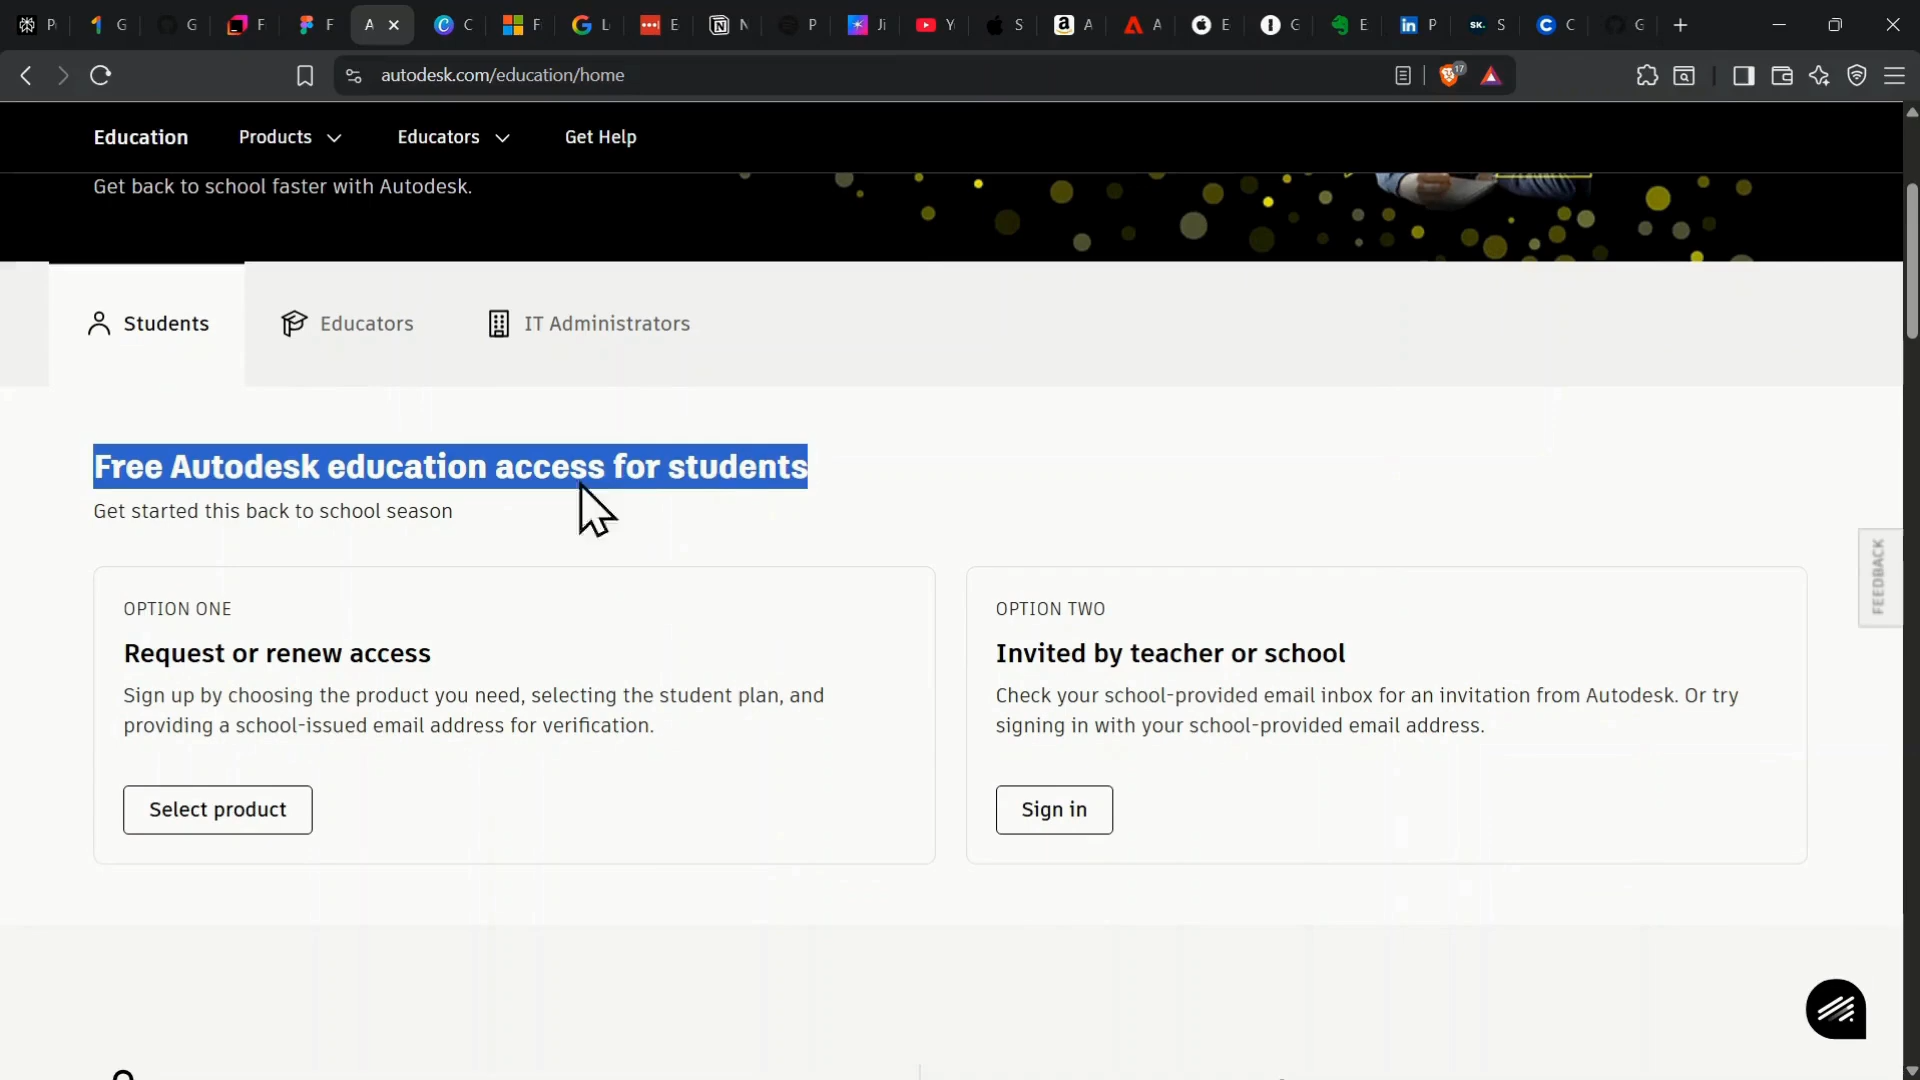 P G G F F A C F L E N P Ji Y S A A E G E P S C G
autodesk.com/education/home
17
Education Products Educators Get Help
Get back to school faster with Autodesk.
Students Educators IT Administrators
Free Autodesk education access for students
Get started this back to school season
OPTION ONE
Request or renew access
Sign up by choosing the product you need, selecting the student plan, and
providing a school-issued email address for verification.
Select product
OPTION TWO
Invited by teacher or school
Check your school-provided email inbox for an invitation from Autodesk. Or try
signing in with your school-provided email address.
Sign in
FEEDBACK